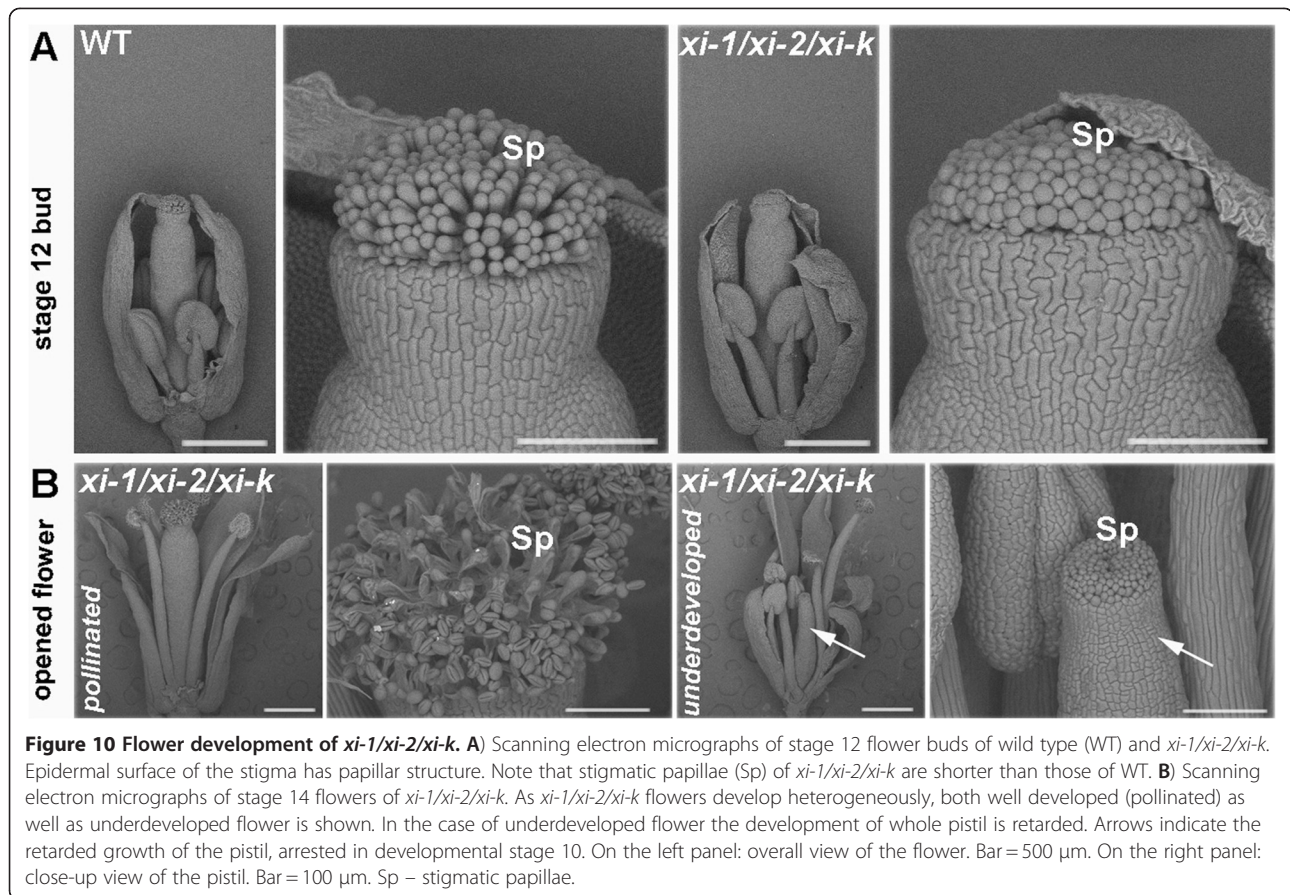 A
WT
Sp
xi-1/xi-2/xi-k
Sp
stage 12 bud
B
xi-1/xi-2/xi-k
pollinated
Sp
xi-1/xi-2/xi-k
underdeveloped
Sp
opened flower
Figure 10 Flower development of xi-1/xi-2/xi-k. A) Scanning electron micrographs of stage 12 flower buds of wild type (WT) and xi-1/xi-2/xi-k.
Epidermal surface of the stigma has papillar structure. Note that stigmatic papillae (Sp) of xi-1/xi-2/xi-k are shorter than those of WT. B) Scanning
electron micrographs of stage 14 flowers of xi-1/xi-2/xi-k. As xi-1/xi-2/xi-k flowers develop heterogeneously, both well developed (pollinated) as
well as underdeveloped flower is shown. In the case of underdeveloped flower the development of whole pistil is retarded. Arrows indicate the
retarded growth of the pistil, arrested in developmental stage 10. On the left panel: overall view of the flower. Bar = 500 μm. On the right panel:
close-up view of the pistil. Bar = 100 μm. Sp – stigmatic papillae.